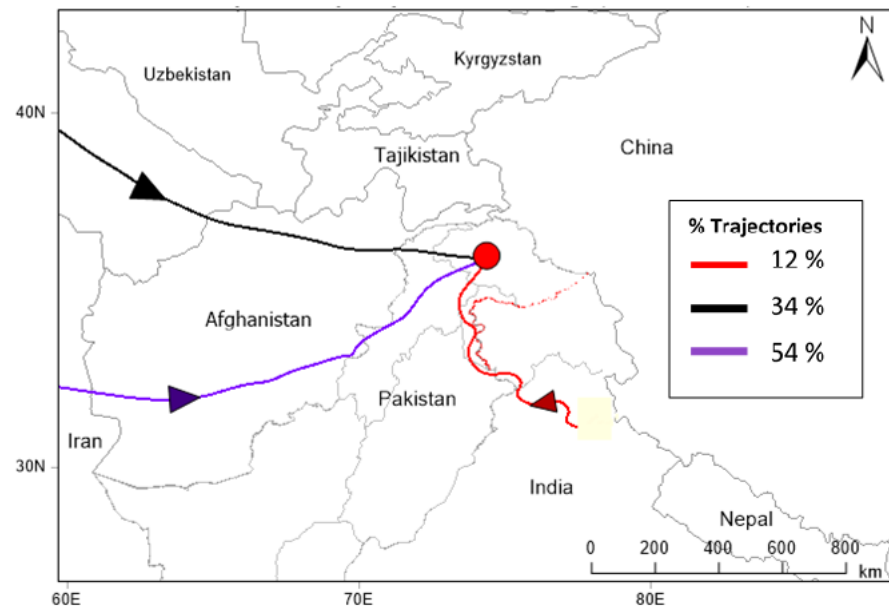 N
Kyrgyzstan
Uzbekistan
40N
China
Tajikistan
% Trajectories
12 %
34 %
54 %
Afghanistan
Pakistan
Iran
30N
India
Nepal
0 200 400 600 800
km
60E 70E 80E